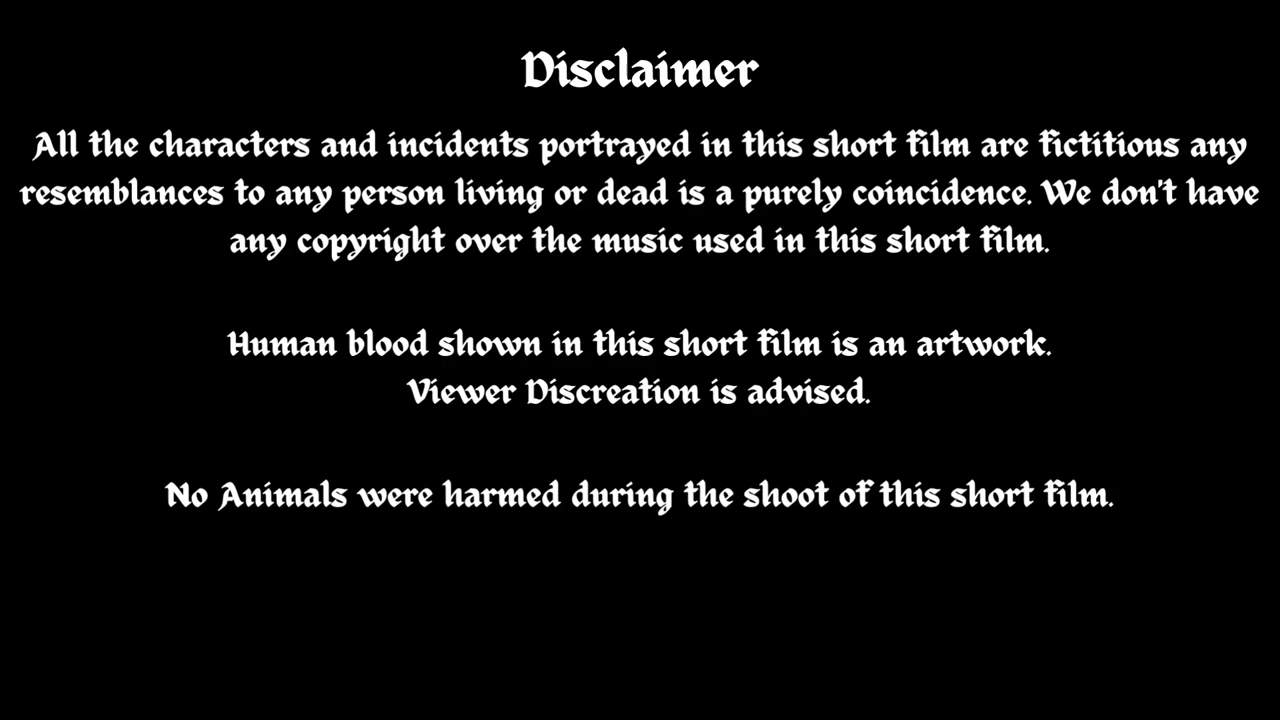 Disclaimer
All the characters and incidents portrayed in this short film are fictitious any
resemblances to any person living or dead is a purely coincidence. We don't have
any copyright over the music used in this short film.
Human blood shown in this short film is an artwork.
Viewer Discreation is advised.
No Animals were harmed during the shoot of this short film.